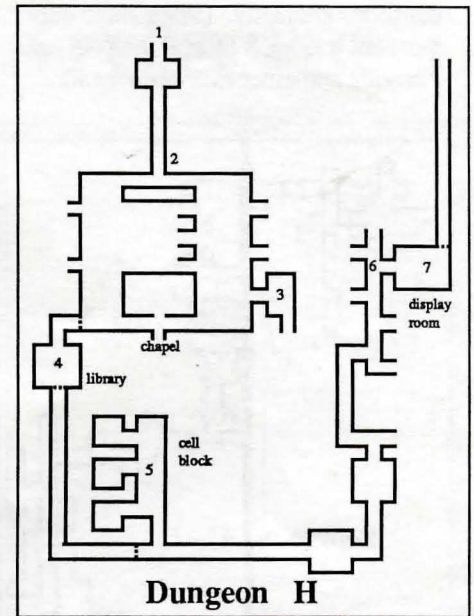 1
2
6
7
3
display
room
chapel
4
library
cell
block
5
Dungeon H